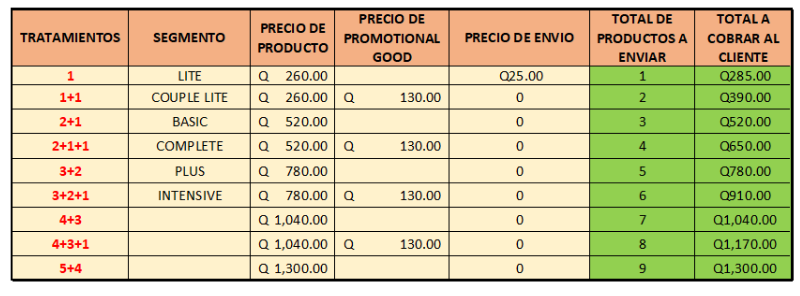 TRATAMIENTOS SEGMENTO PRECIO DE PRODUCTO PRECIO DE PROMOTIONAL GOOD PRECIO DE ENVIO TOTAL DE PRODUCTOS A ENVIAR TOTAL A COBRAR AL CLIENTE
1 LITE Q 260.00 Q25.00 1 Q285.00
1+1 COUPLE LITE Q 260.00 Q 130.00 0 2 Q390.00
2+1 BASIC Q 520.00 0 3 Q520.00
2+1+1 COMPLETE Q 520.00 Q 130.00 0 4 Q650.00
3+2 PLUS Q 780.00 0 5 Q780.00
3+2+1 INTENSIVE Q 780.00 Q 130.00 0 6 Q910.00
4+3 Q 1,040.00 0 7 Q1,040.00
4+3+1 Q 1,040.00 Q 130.00 0 8 Q1,170.00
5+4 Q 1,300.00 0 9 Q1,300.00